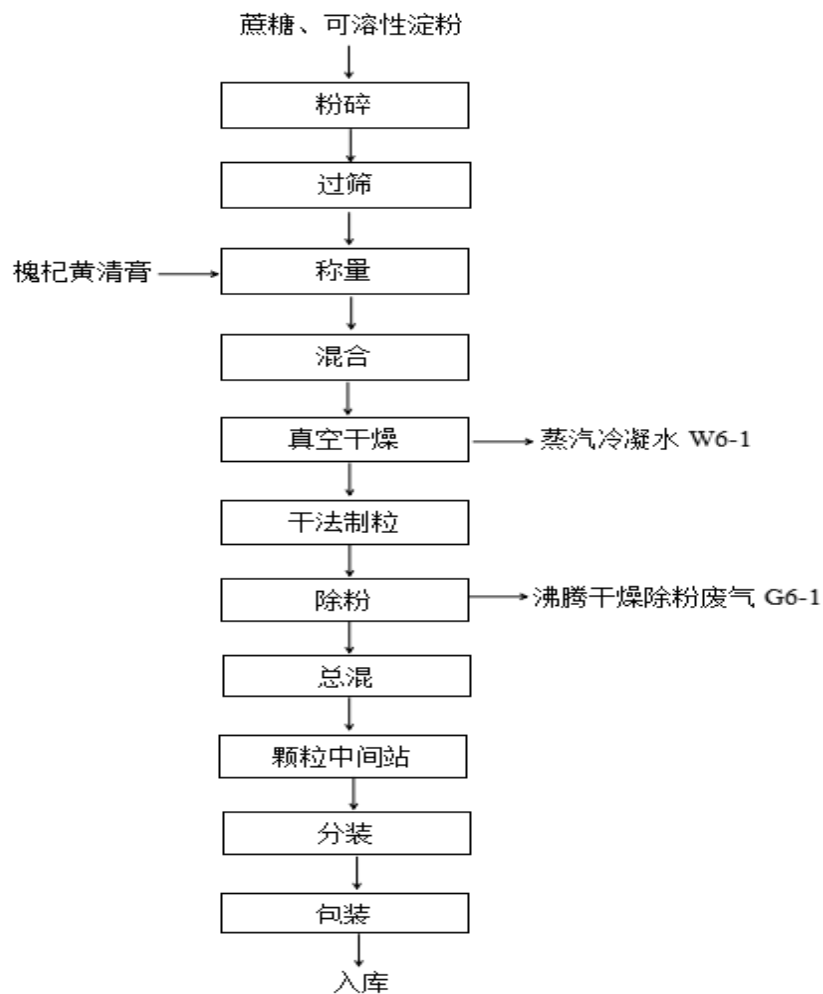 蔗糖、可溶性淀粉
粉碎
过筛
槐杞黄清膏
称量
混合
真空干燥
蒸汽冷凝水 W6-1
干法制粒
除粉
沸腾干燥除粉废气 G6-1
总混
颗粒中间站
分装
包装
入库